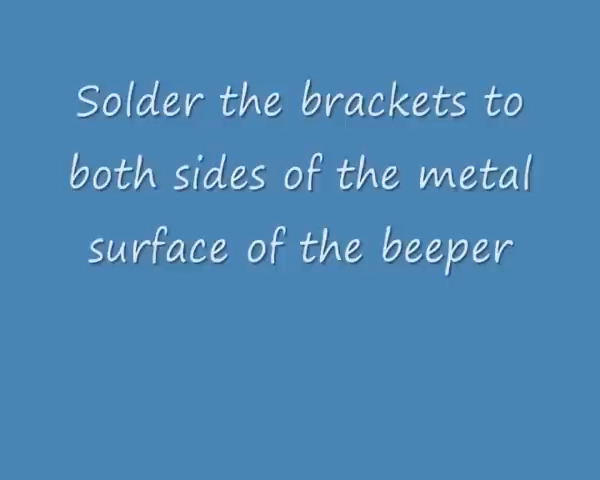 Solder the brackets to
both sides of the metal
surface of the beeper